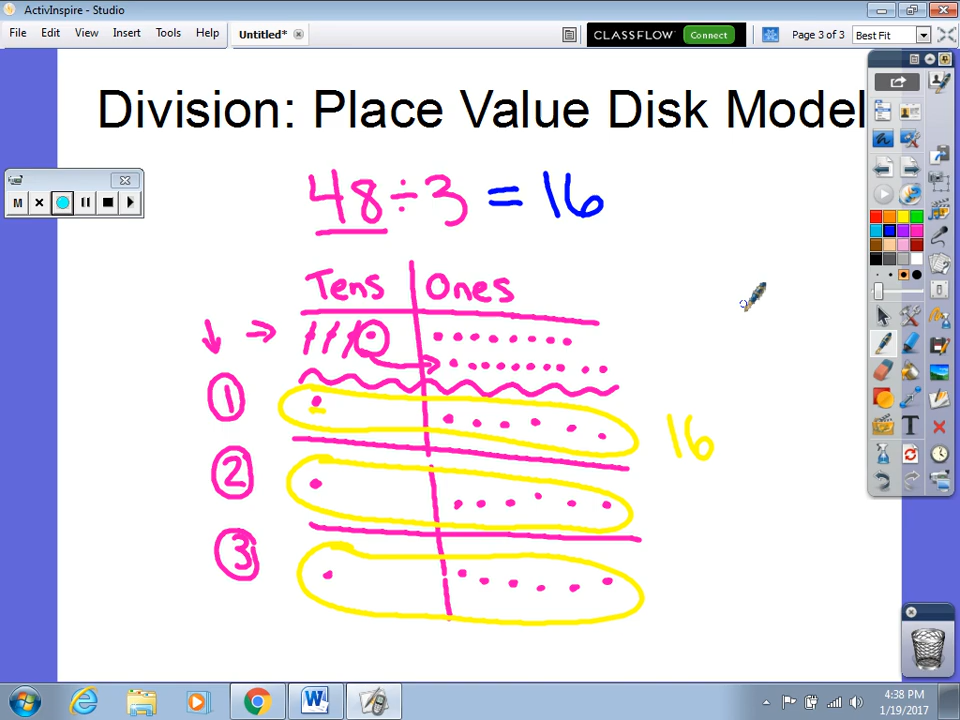 ActivInspire - Studio
File Edit View Insert Tools Help Untitled* CLASSFLOW Connect Page 3 of 3 Best Fit
Division: Place Value Disk Model
M
48 ÷ 3 = 16
Tens Ones
1
16
2
3
4:38 PM
1/19/2017